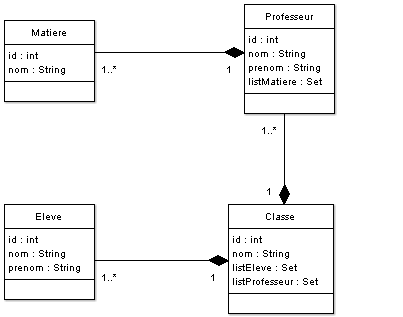 Professeur
id : int
nom : String
prenom : String
listMatiere : Set
Matiere
id : int
nom : String
1..*
1
1..*
1
Eleve
id : int
nom : String
prenom : String
1..*
1
Classe
id : int
nom : String
listEleve : Set
listProfesseur : Set